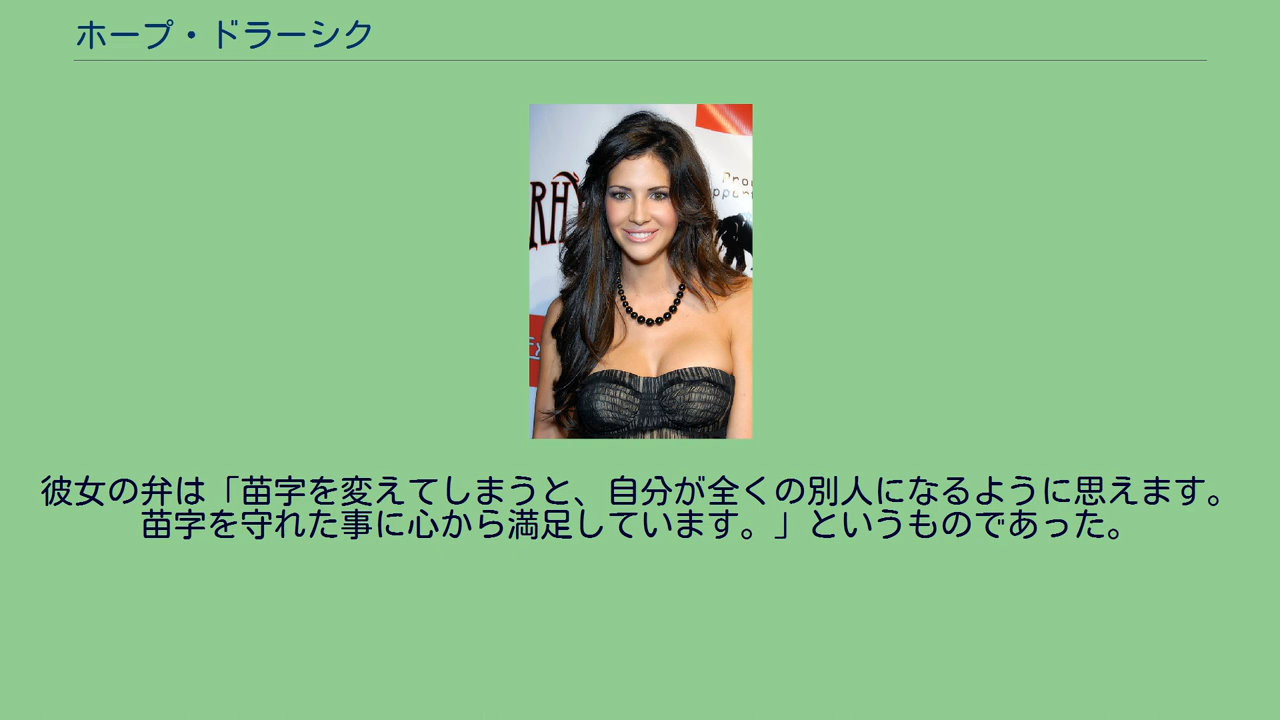 ホープ・ドラーシク
RHY
彼女の弁は「苗字を変えてしまうと、自分が全くの別人になるように思えます。
苗字を守れた事に心から満足しています。」というものであった。